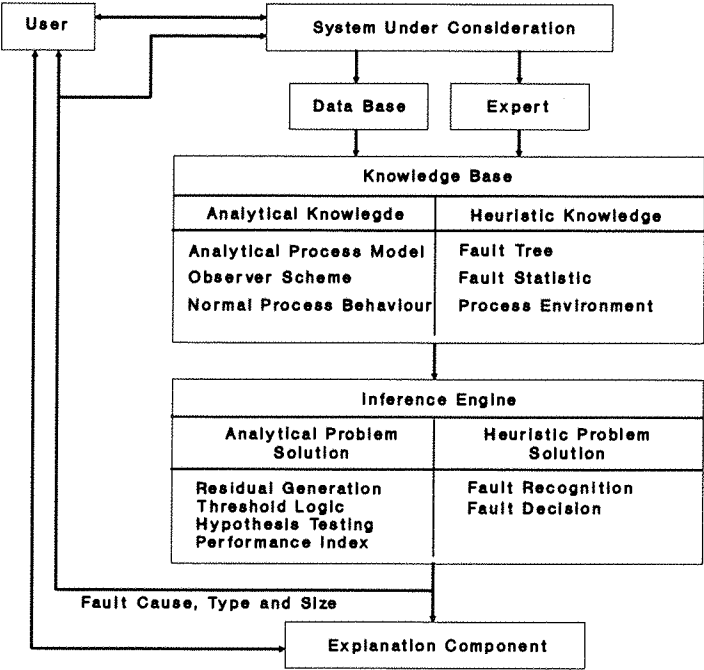 User
System Under Consideration
Data Base
Expert
Knowledge Base
Analytical Knowlegde
Heuristic Knowledge
Analytical Process Model
Observer Scheme
Normal Process Behaviour
Fault Tree
Fault Statistic
Process Environment
Inference Engine
Analytical Problem
Solution
Heuristic Problem
Solution
Residual Generation
Threshold Logic
Hypothesis Testing
Performance Index
Fault Recognition
Fault Decision
Fault Cause, Type and Size
Explanation Component